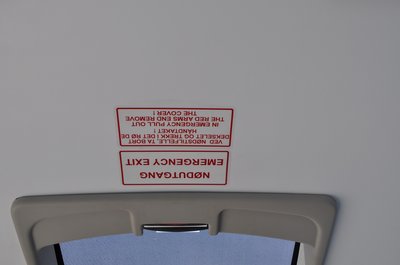 NØDUTGANG
EMERGENCY EXIT
VED NØDSTILFELLE, TA BORT
DEKSELET OG TREKK I DET RØDE
HÅNDTAKET !
IN EMERGENCY PULL OUT
THE RED ARMS END REMOVE
THE COVER !